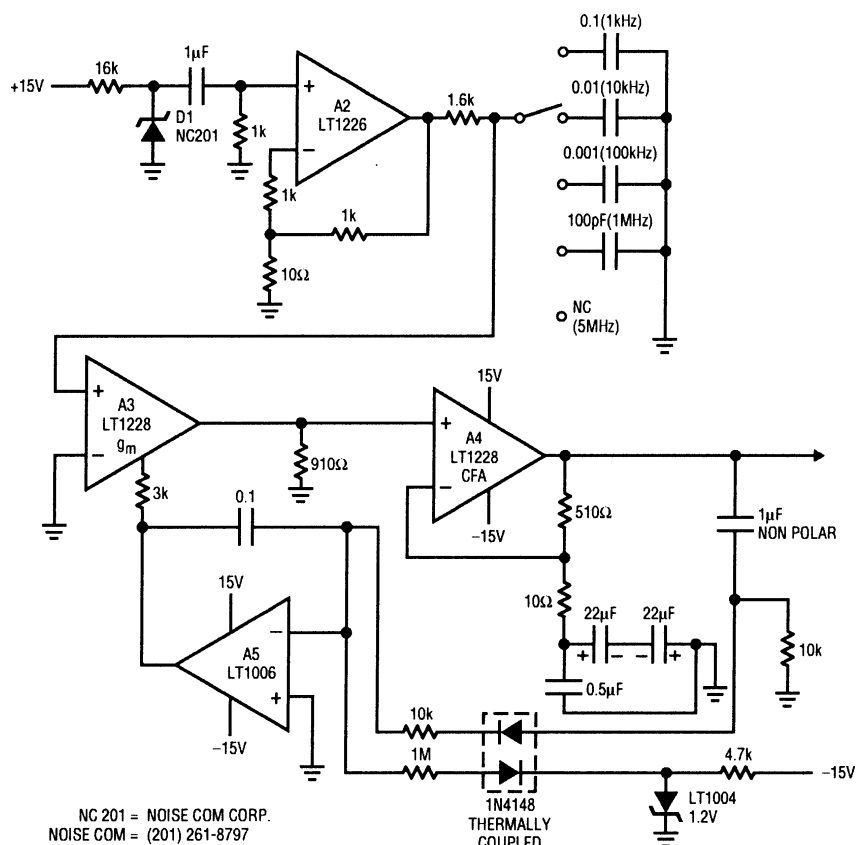 0.1(1kHz)
+15V
16k
1µF
D1
NC201
1k
+
A2
LT1226
–
1.6k
0.01(10kHz)
0.001(100kHz)
100pF(1MHz)
NC
(5MHz)
1k
1k
10Ω
+
A3
LT1228
gm
–
3k
910Ω
15V
+
A4
LT1228
CFA
–
–15V
510Ω
10Ω
1µF
NON POLAR
10k
0.1
15V
–
A5
LT1006
+
–15V
22µF
22µF
+ – – +
0.5µF
10k
1M
1N4148
THERMALLY
COUPLED
4.7k
–15V
LT1004
1.2V
NC 201 = NOISE COM CORP.
NOISE COM = (201) 261-8797